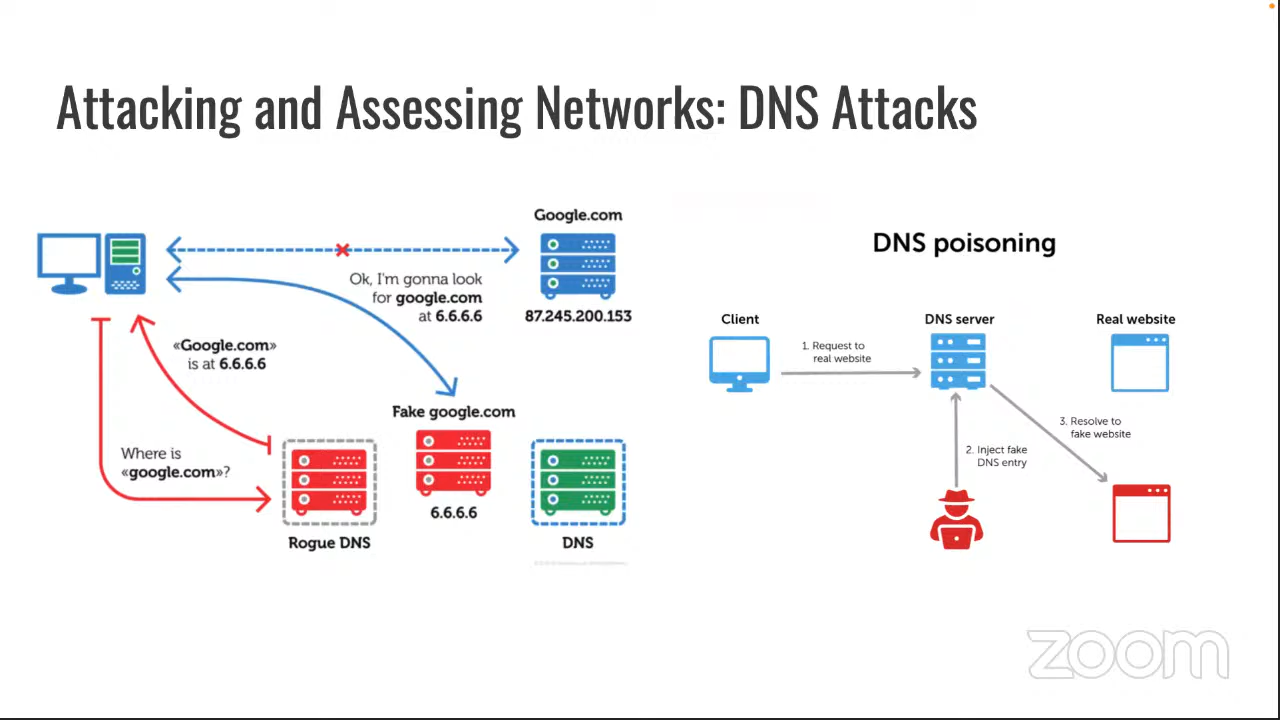 Attacking and Assessing Networks: DNS Attacks
Google.com
Ok, I'm gonna look
for google.com
at 6.6.6.6
87.245.200.153
«Google.com»
is at 6.6.6.6
Fake google.com
Where is
«google.com»?
6.6.6.6
Rogue DNS
DNS
DNS poisoning
Client
DNS server
Real website
1. Request to
real website
3. Resolve to
fake website
2. Inject fake
DNS entry
zoom